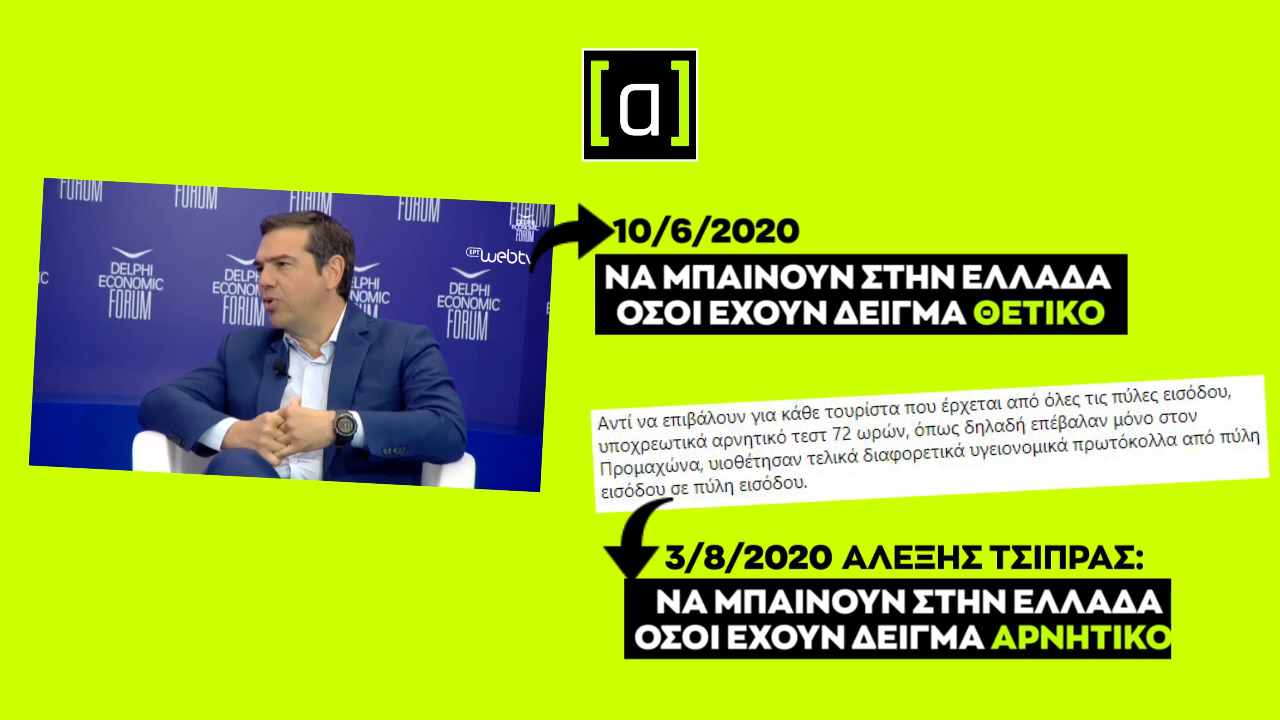 [a]
FORUM FORUM FORUM FORUM FORUM
DELPHI
ECONOMIC
FORUM
ΕΡΤ webtv
DELPHI
ECONOMIC
FORUM
DELPHI
ECONOMIC
FORUM
10/6/2020
ΝΑ ΜΠΑΙΝΟΥΝ ΣΤΗΝ ΕΛΛΑΔΑ
ΟΣΟΙ ΕΧΟΥΝ ΔΕΙΓΜΑ ΘΕΤΙΚΟ
Αντί να επιβάλουν για κάθε τουρίστα που έρχεται από όλες τις πύλες εισόδου,
υποχρεωτικά αρνητικό τεστ 72 ωρών, όπως δηλαδή επέβαλαν μόνο στον
Προμαχώνα, υιοθέτησαν τελικά διαφορετικά υγειονομικά πρωτόκολλα από πύλη
εισόδου σε πύλη εισόδου.
3/8/2020 ΑΛΕΞΗΣ ΤΣΙΠΡΑΣ:
ΝΑ ΜΠΑΙΝΟΥΝ ΣΤΗΝ ΕΛΛΑΔΑ
ΟΣΟΙ ΕΧΟΥΝ ΔΕΙΓΜΑ ΑΡΝΗΤΙΚΟ